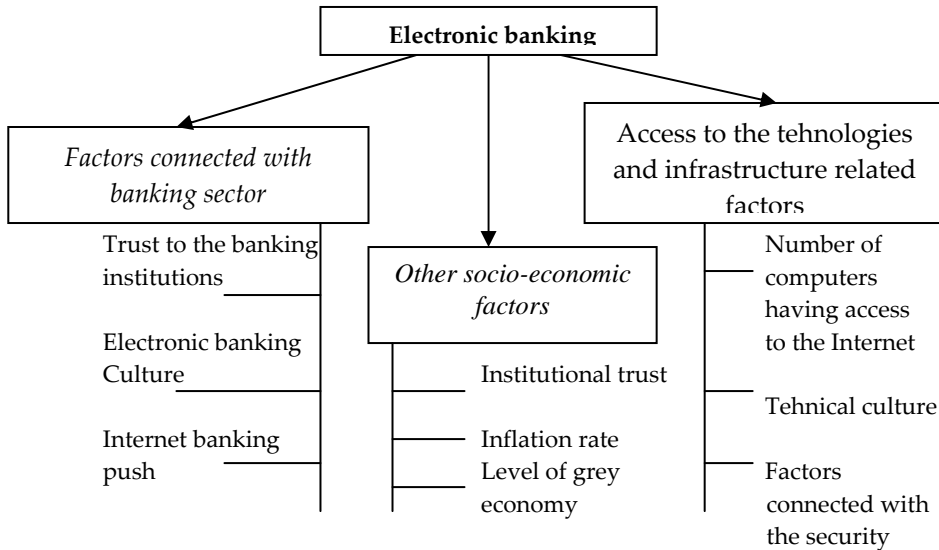 Electronic banking
Factors connected with
banking sector
Trust to the banking
institutions
Electronic banking
Culture
Internet banking
push
Other socio-economic
factors
Institutional trust
Inflation rate
Level of grey
economy
Access to the tehnologies
and infrastructure related
factors
Number of
computers
having access
to the Internet
Tehnical culture
Factors
connected with
the security